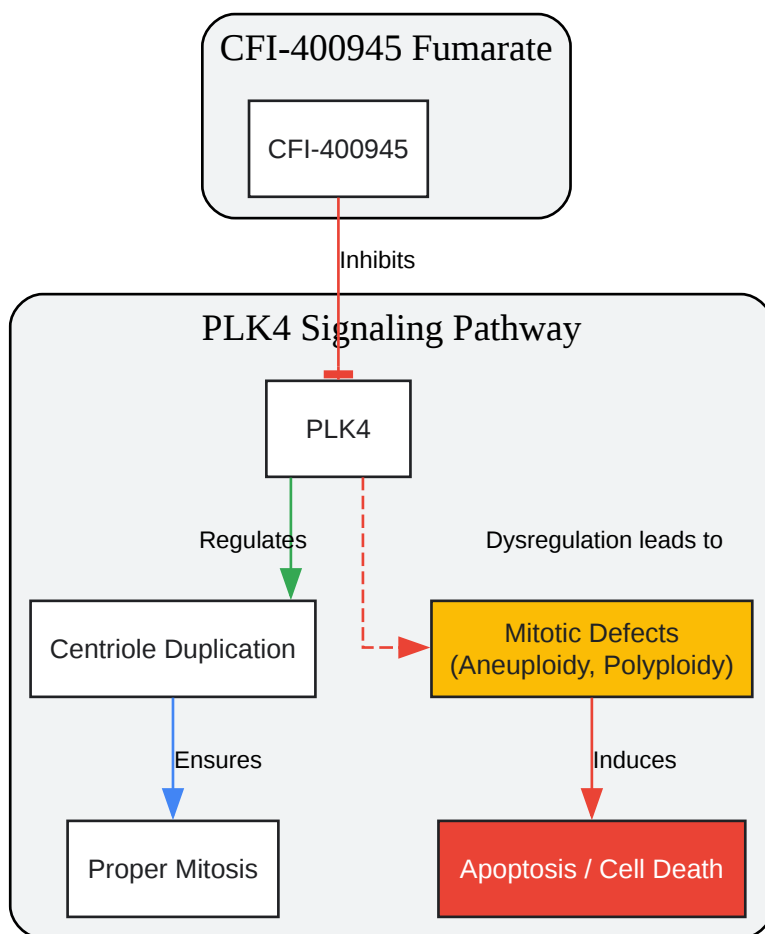 CFI-400945 Fumarate
CFI-400945
Inhibits
PLK4 Signaling Pathway
PLK4
Regulates
Dysregulation leads to
Centriole Duplication
Mitotic Defects
(Aneuploidy, Polyploidy)
Ensures
Induces
Proper Mitosis
Apoptosis / Cell Death